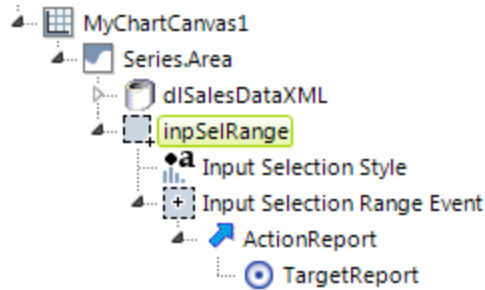 MyChartCanvas1
Series.Area
dlSalesDataXML
inpSelRange
Input Selection Style
Input Selection Range Event
ActionReport
TargetReport